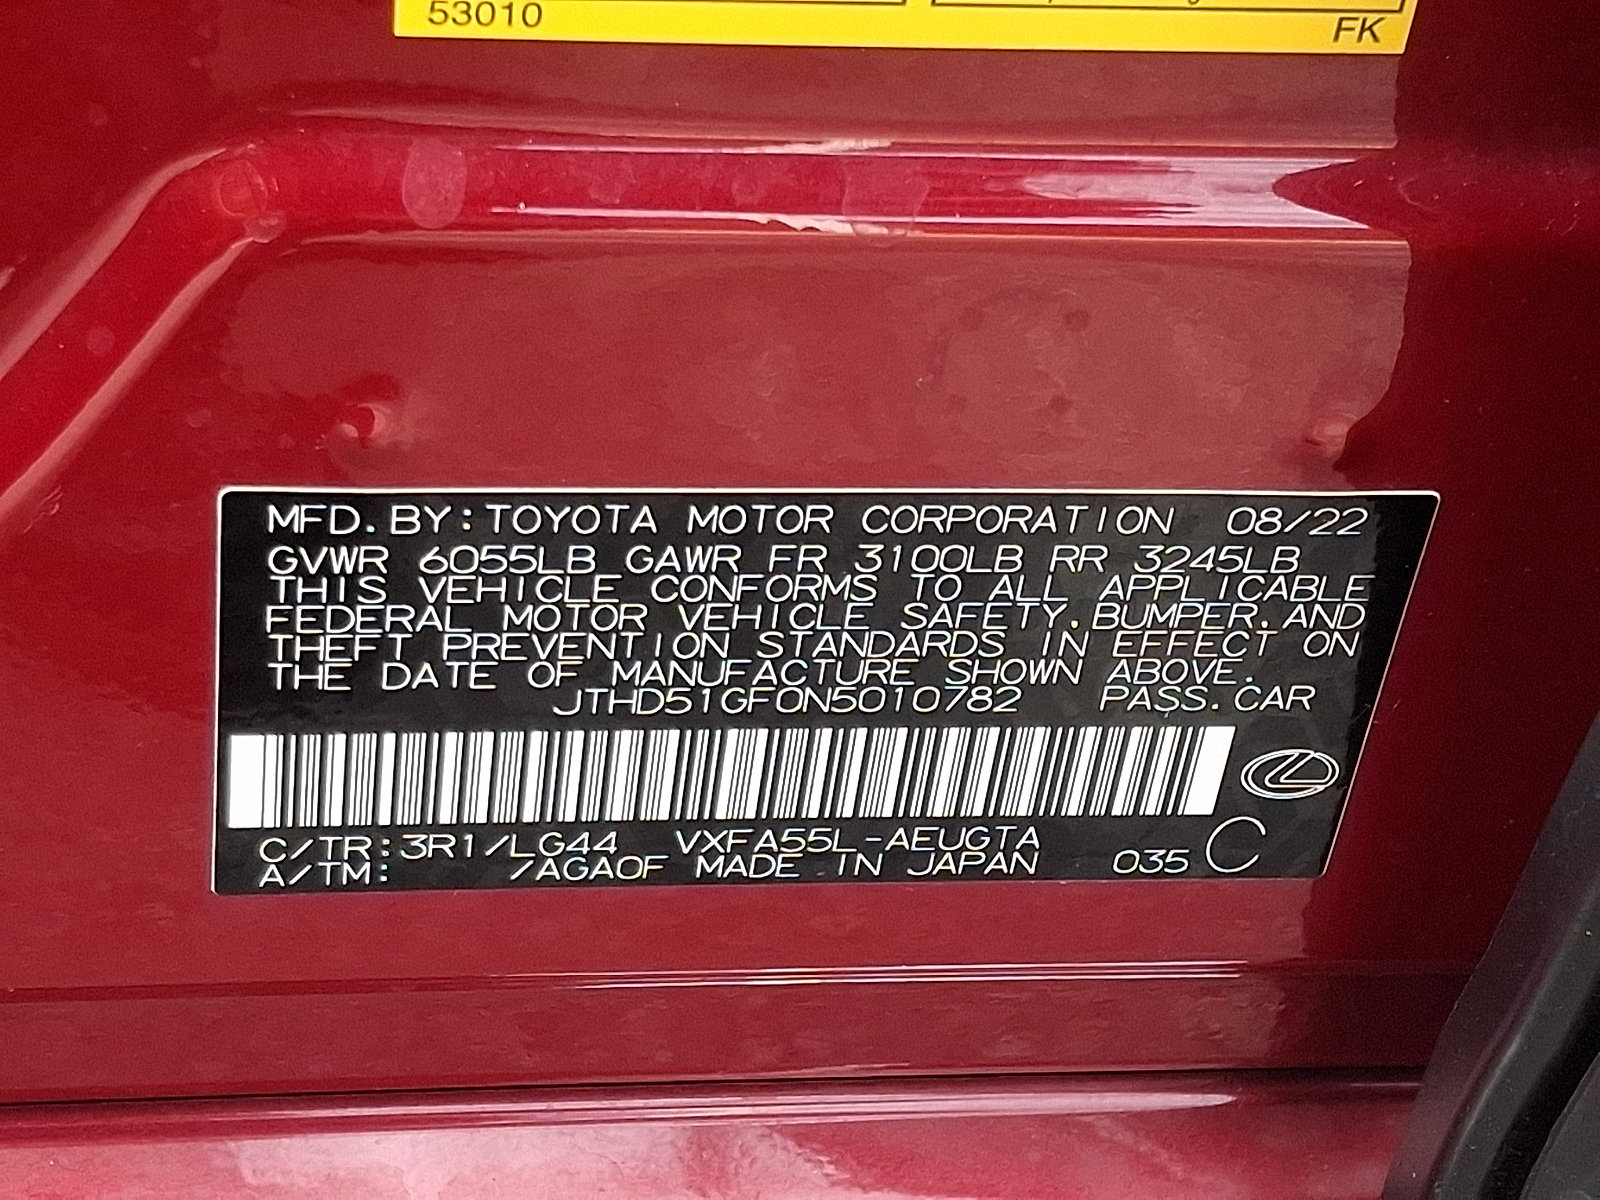 53010 FK
MFD. BY: TOYOTA MOTOR CORPORATION 08/22
GVWR 6055LB GAWR FR 3100LB RR 3245LB
THIS VEHICLE CONFORMS TO ALL APPLICABLE
FEDERAL MOTOR VEHICLE SAFETY. BUMPER. AND
THEFT PREVENTION STANDARDS IN EFFECT ON
THE DATE OF MANUFACTURE SHOWN ABOVE.
JTHD51GF0N5010782 PASS. CAR
C/TR: 3R1/LG44 VXFA55L-AEUGTA
A/TM: /AGA0F MADE IN JAPAN 035 C